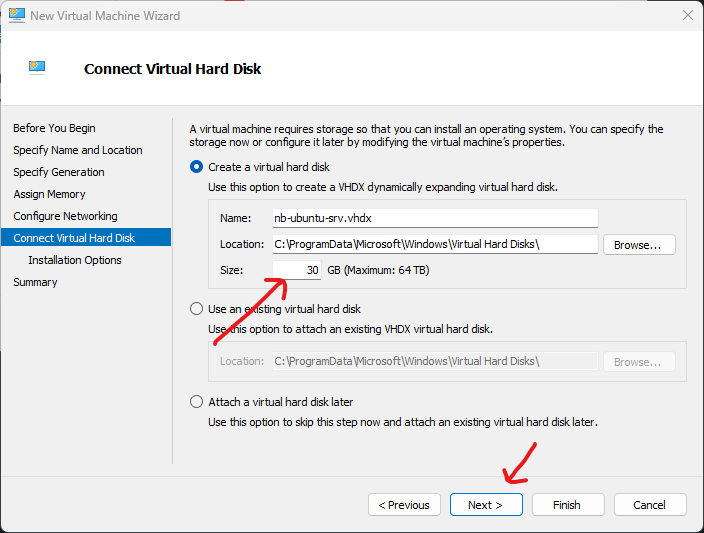 New Virtual Machine Wizard
Connect Virtual Hard Disk
Before You Begin
Specify Name and Location
Specify Generation
Assign Memory
Configure Networking
Connect Virtual Hard Disk
Installation Options
Summary
A virtual machine requires storage so that you can install an operating system. You can specify the
storage now or configure it later by modifying the virtual machine's properties.
Create a virtual hard disk
Use this option to create a VHDX dynamically expanding virtual hard disk.
Name: nb-ubuntu-srv.vhdx
Location: C:\ProgramData\Microsoft\Windows\Virtual Hard Disks\ Browse...
Size: 30 GB (Maximum: 64 TB)
Use an existing virtual hard disk
Use this option to attach an existing VHDX virtual hard disk.
Location: C:\ProgramData\Microsoft\Windows\Virtual Hard Disks\ Browse...
Attach a virtual hard disk later
Use this option to skip this step now and attach an existing virtual hard disk later.
< Previous Next > Finish Cancel